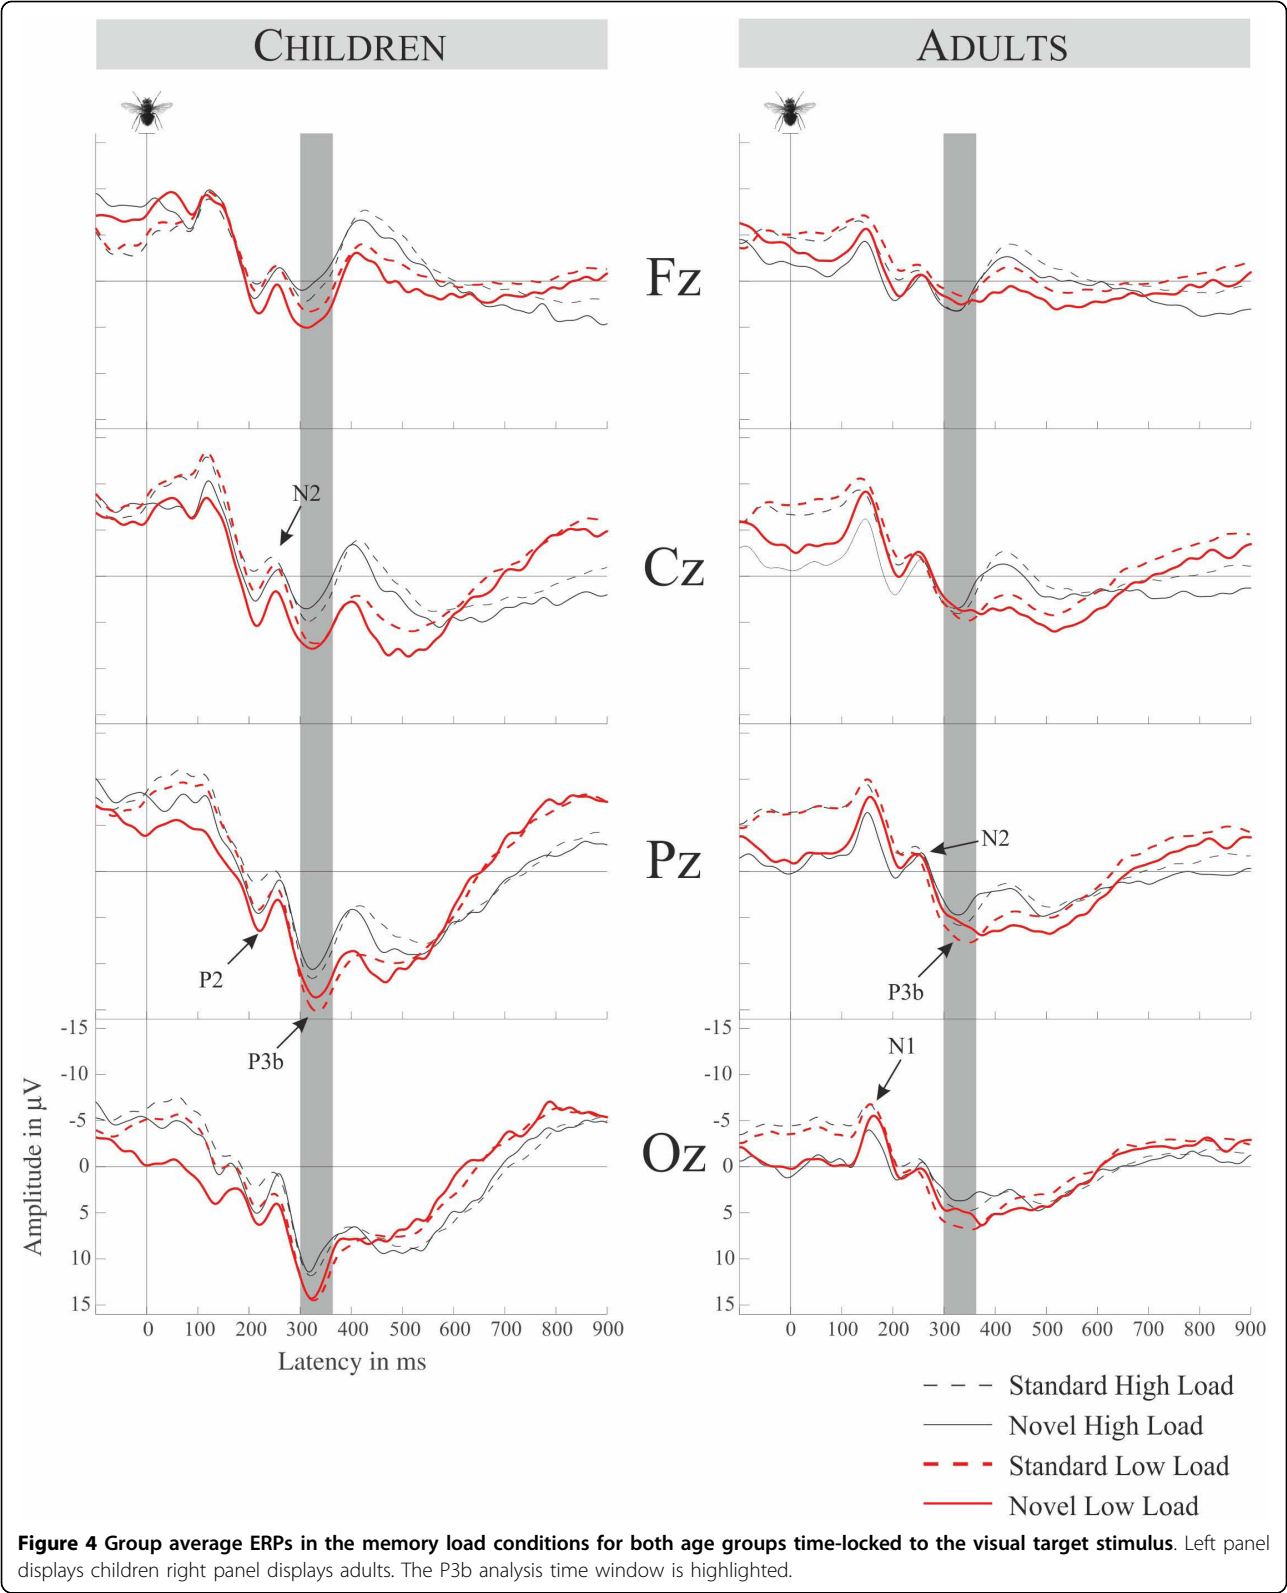 CHILDREN
ADULTS
Fz
N2
Cz
N2
Pz
P2
P3b
P3b
N1
Oz
Amplitude in µV
-15
-10
-5
0
5
10
15
-15
-10
-5
0
5
10
15
0 100 200 300 400 500 600 700 800 900
Latency in ms
0 100 200 300 400 500 600 700 800 900
Standard High Load
Novel High Load
Standard Low Load
Novel Low Load
Figure 4 Group average ERPs in the memory load conditions for both age groups time-locked to the visual target stimulus. Left panel
displays children right panel displays adults. The P3b analysis time window is highlighted.